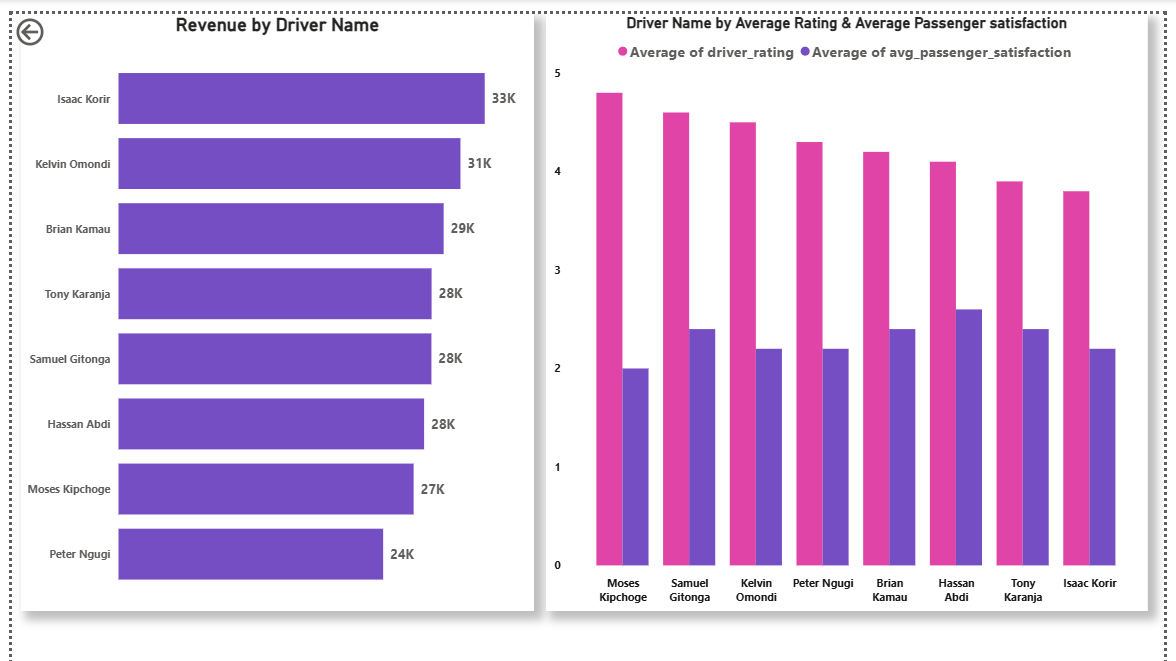 Revenue by Driver Name
Isaac Korir 33K
Kelvin Omondi 31K
Brian Kamau 29K
Tony Karanja 28K
Samuel Gitonga 28K
Hassan Abdi 28K
Moses Kipchoge 27K
Peter Ngugi 24K
Driver Name by Average Rating & Average Passenger satisfaction
Average of driver_rating Average of avg_passenger_satisfaction
5
4
3
2
1
0
Moses Kipchoge
Samuel Gitonga
Kelvin Omondi
Peter Ngugi
Brian Kamau
Hassan Abdi
Tony Karanja
Isaac Korir